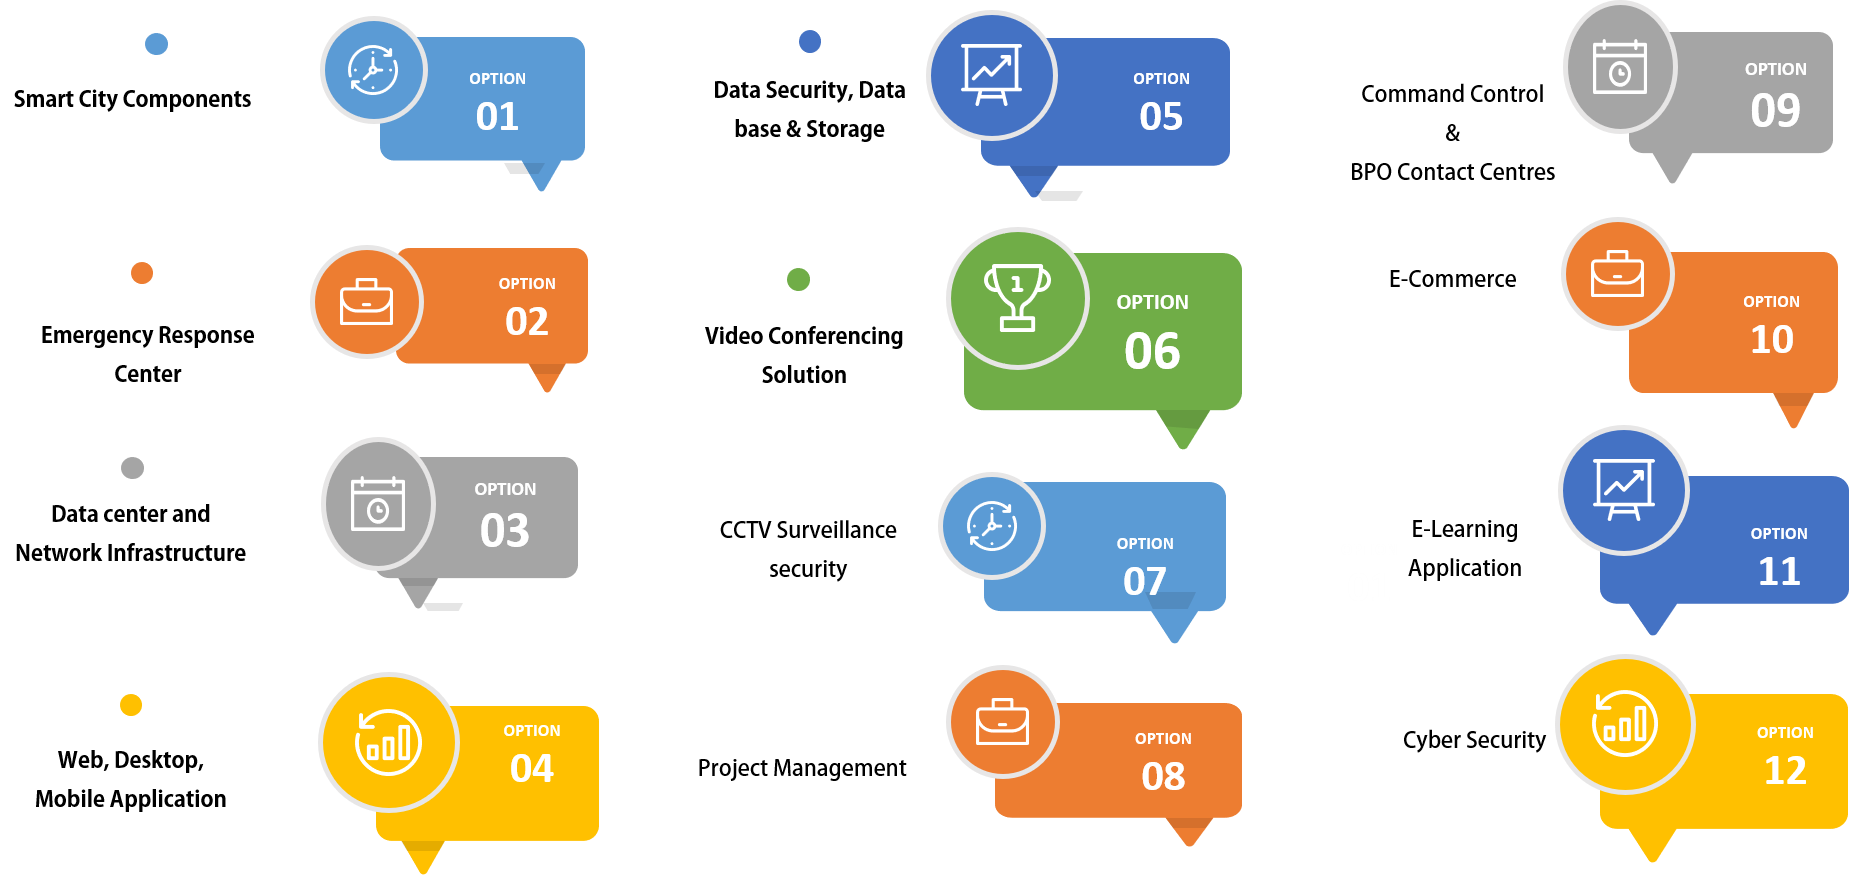 Smart City Components
OPTION
01
Emergency Response
Center
OPTION
02
Data center and
Network Infrastructure
OPTION
03
Web, Desktop,
Mobile Application
OPTION
04
Data Security, Data
base & Storage
OPTION
05
Video Conferencing
Solution
1
OPTION
06
CCTV Surveillance
security
OPTION
07
Project Management
OPTION
08
Command Control
&
BPO Contact Centres
OPTION
09
E-Commerce
OPTION
10
E-Learning
Application
OPTION
11
Cyber Security
OPTION
12